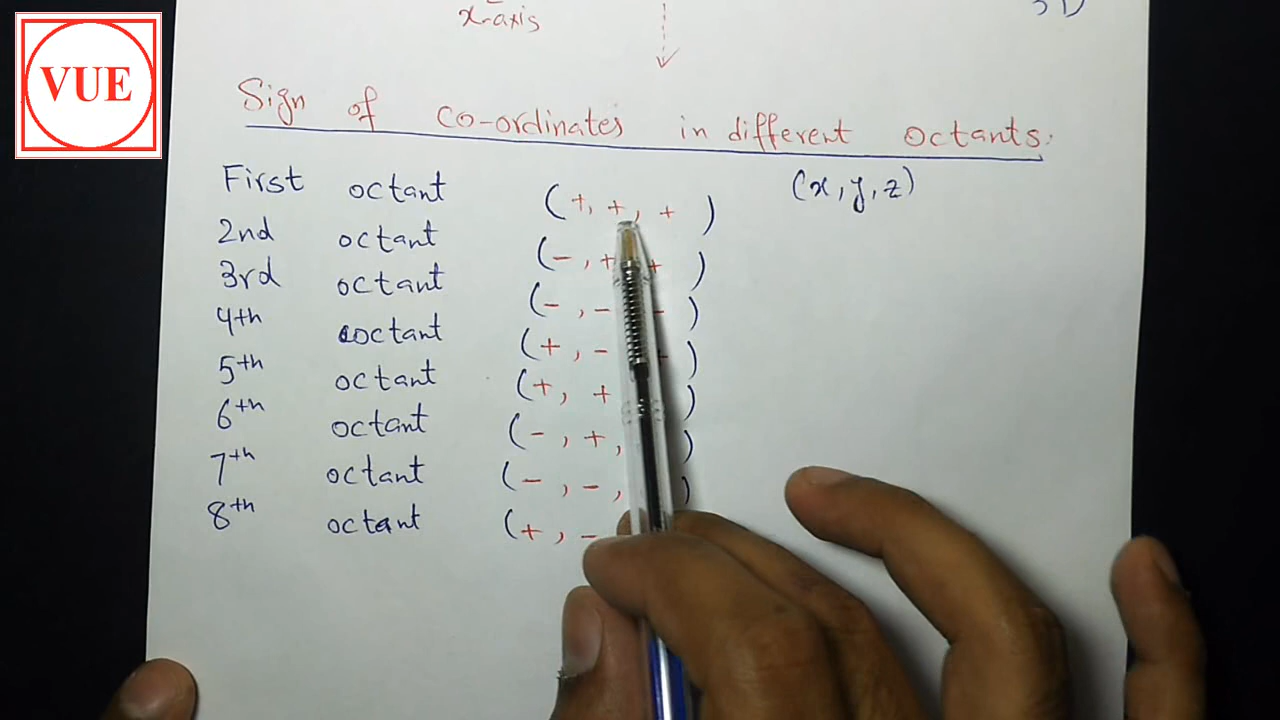 x-axis
3D
VUE
Sign of co-ordinates in different octants.
(x, y, z)
First octant (+, +, +)
2nd octant (-, + +)
3rd octant (-, - -)
4th octant (+, - -)
5th octant (+, + )
6th octant (-, +, )
7th octant (-, -, )
8th octant (+, -